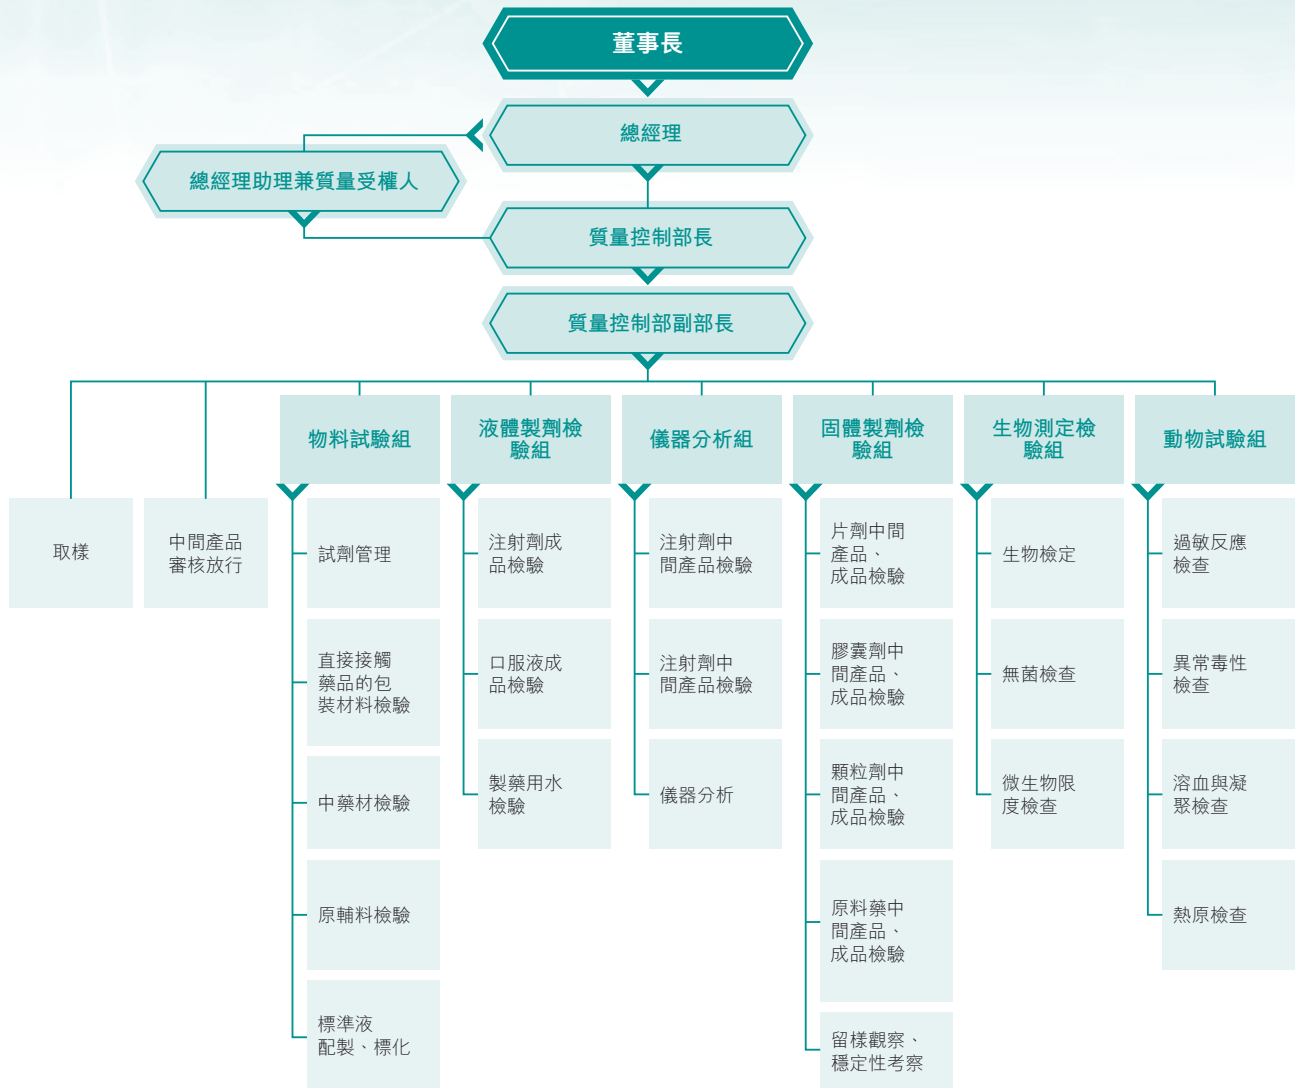 董事長
總經理
總經理助理兼質量受權人
質量控制部長
質量控制部副部長
物料試驗組
液體製劑檢
驗組
儀器分析組
固體製劑檢
驗組
生物測定檢
驗組
動物試驗組
取樣
中間產品
審核放行
試劑管理
直接接觸
藥品的包
裝材料檢驗
中藥材檢驗
原輔料檢驗
標準液
配製、標化
注射劑成
品檢驗
口服液成
品檢驗
製藥用水
檢驗
注射劑中
間產品檢驗
注射劑中
間產品檢驗
儀器分析
片劑中間
產品、
成品檢驗
膠囊劑中
間產品、
成品檢驗
顆粒劑中
間產品、
成品檢驗
原料藥中
間產品、
成品檢驗
留樣觀察、
穩定性考察
生物檢定
無菌檢查
微生物限
度檢查
過敏反應
檢查
異常毒性
檢查
溶血與凝
聚檢查
熱原檢查